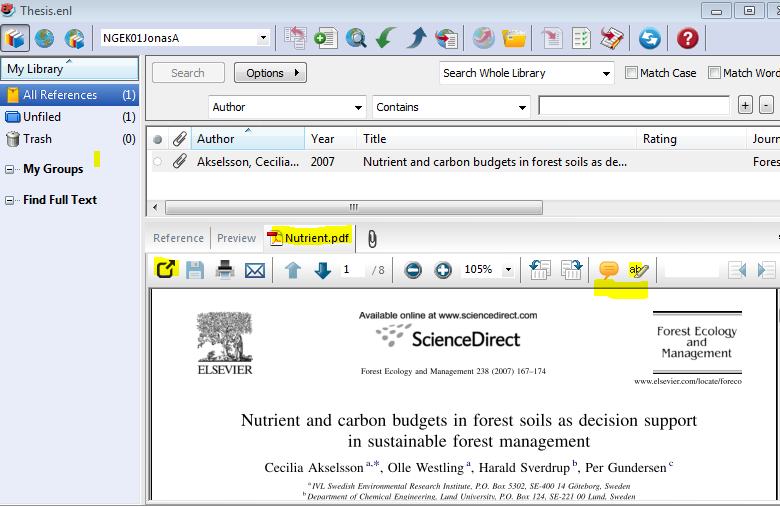 Thesis.enl
NGEK01JonasA
My Library
All References (1)
Unfiled (1)
Trash (0)
My Groups
Find Full Text
Search Options Search Whole Library Match Case Match Word
Author Contains + -
Author Year Title Rating Journ
Akselsson, Cecilia... 2007 Nutrient and carbon budgets in forest soils as de... Fores
Reference Preview Nutrient.pdf
1 / 8 105% ab
Available online at www.sciencedirect.com
ScienceDirect
ELSEVIER
Forest Ecology and Management 238 (2007) 167–174
Forest Ecology
and
Management
www.elsevier.com/locate/foreco
Nutrient and carbon budgets in forest soils as decision support
in sustainable forest management
Cecilia Akselsson a,*, Olle Westling a, Harald Sverdrup b, Per Gundersen c
a IVL Swedish Environmental Research Institute, P.O. Box 5302, SE-400 14 Göteborg, Sweden
b Department of Chemical Engineering, Lund University, P.O. Box 124, SE-221 00 Lund, Sweden